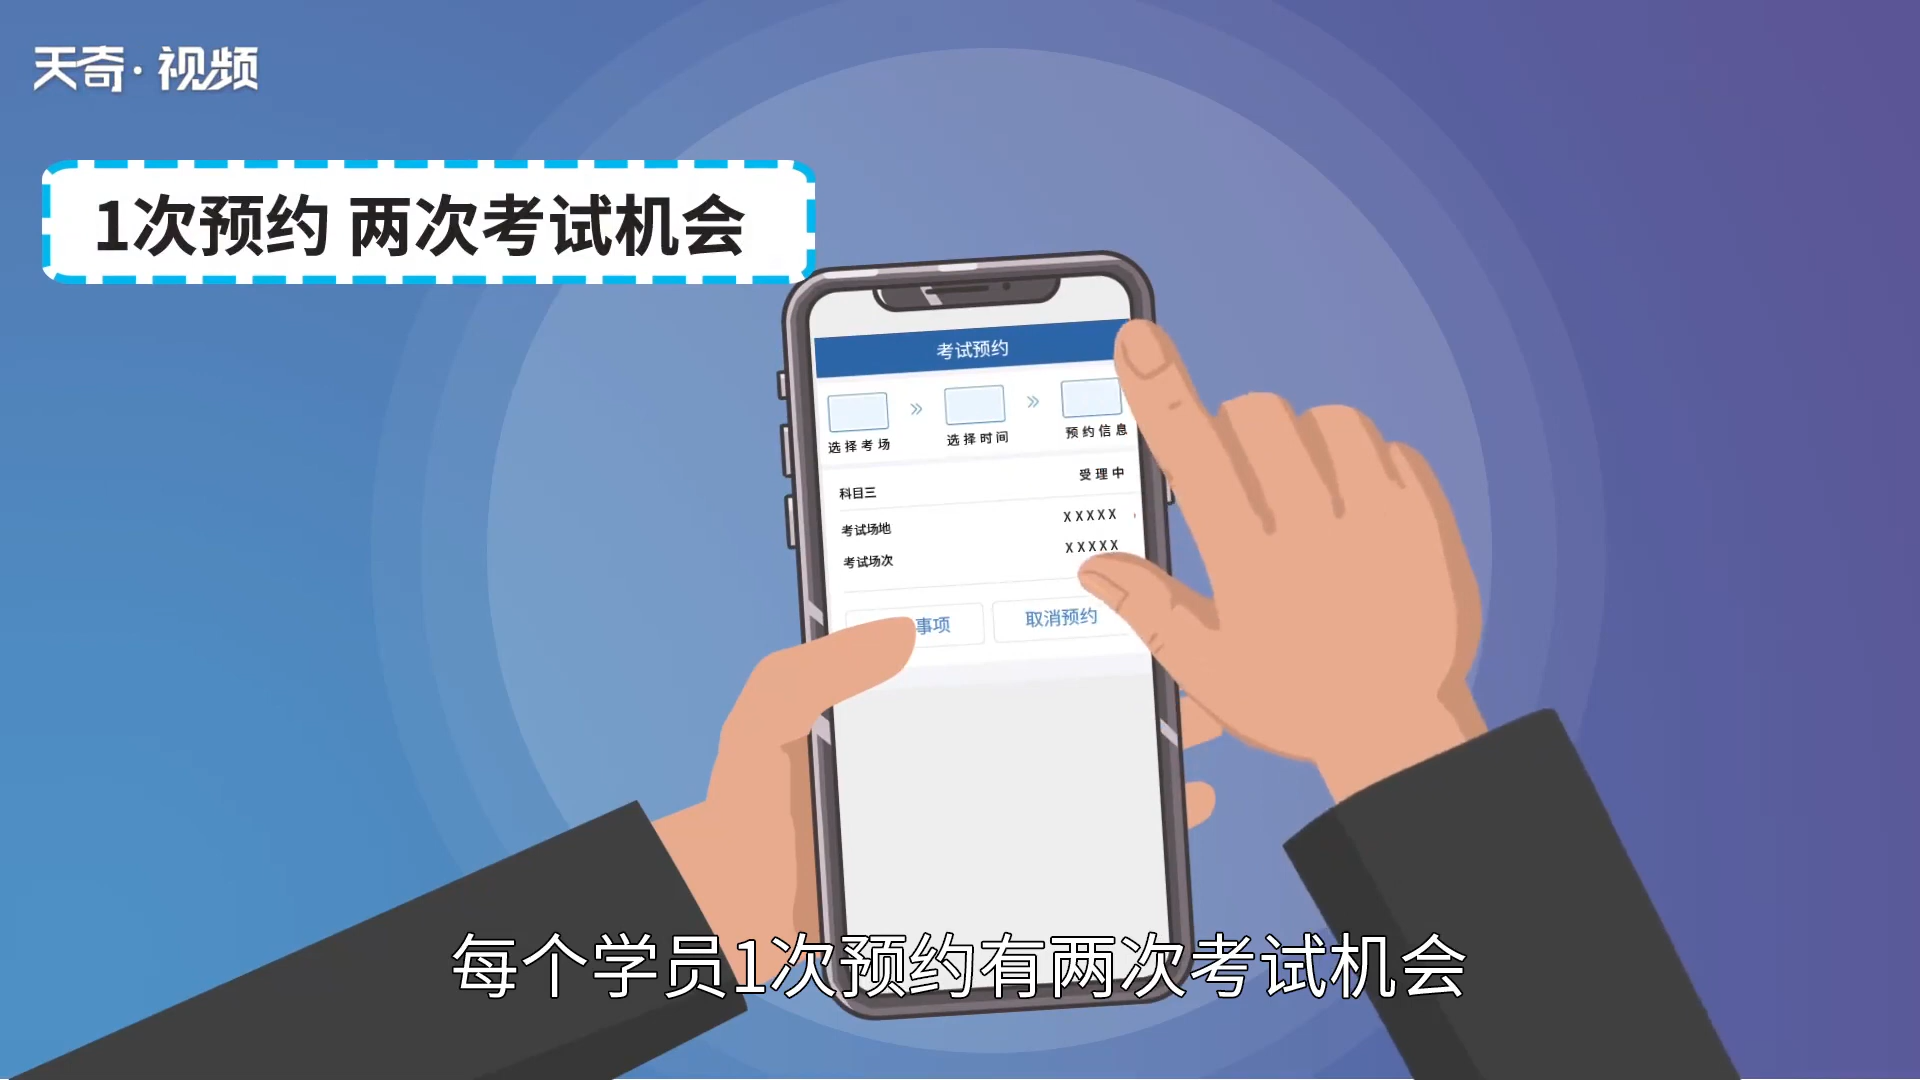 天奇·视频
1次预约 两次考试机会
考试预约
» »
选择考场 选择时间 预约信息
科目三 受理中
考试场地 XXXXX
考试场次 XXXXX
事项 取消预约
每个学员1次预约有两次考试机会